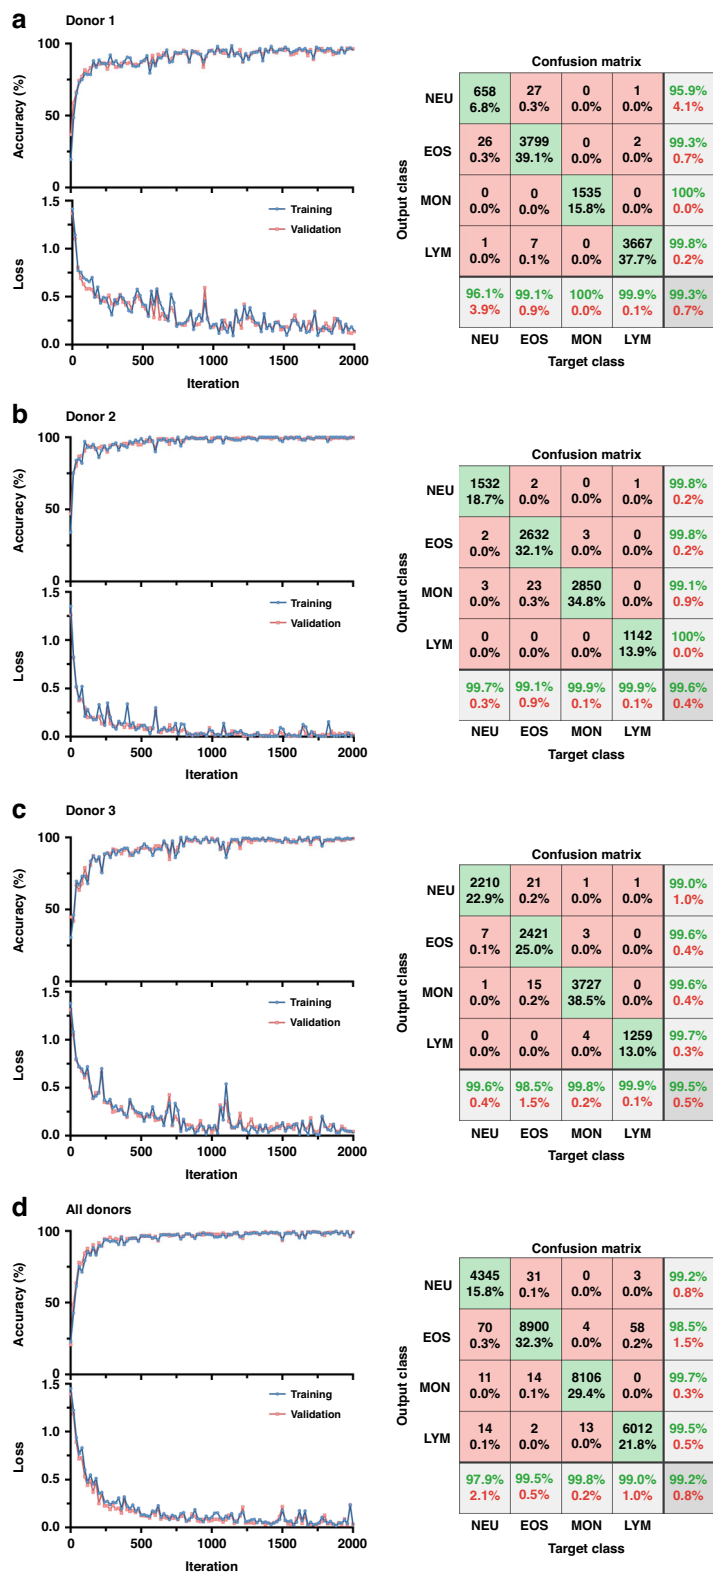 a
Donor 1
100
50
0
Accuracy (%)
1.5
1.0
0.5
0.0
Loss
Training
Validation
0
500
1000
1500
2000
Iteration
Confusion matrix
Output class
NEU
658 27 0 1 95.9%
6.8% 0.3% 0.0% 0.0% 4.1%
EOS
26 3799 0 2 99.3%
0.3% 39.1% 0.0% 0.0% 0.7%
MON
0 0 1535 0 100%
0.0% 0.0% 15.8% 0.0% 0.0%
LYM
1 7 0 3667 99.8%
0.0% 0.1% 0.0% 37.7% 0.2%
96.1% 99.1% 100% 99.9% 99.3%
3.9% 0.9% 0.0% 0.1% 0.7%
NEU EOS MON LYM
Target class
b
Donor 2
100
50
0
Accuracy (%)
1.5
1.0
0.5
0.0
Loss
Training
Validation
0
500
1000
1500
2000
Iteration
Confusion matrix
Output class
NEU
1532 2 0 1 99.8%
18.7% 0.0% 0.0% 0.0% 0.2%
EOS
2 2632 3 0 99.8%
0.0% 32.1% 0.0% 0.0% 0.2%
MON
3 23 2850 0 99.1%
0.0% 0.3% 34.8% 0.0% 0.9%
LYM
0 0 0 1142 100%
0.0% 0.0% 0.0% 13.9% 0.0%
99.7% 99.1% 99.9% 99.9% 99.6%
0.3% 0.9% 0.1% 0.1% 0.4%
NEU EOS MON LYM
Target class
c
Donor 3
100
50
0
Accuracy (%)
1.5
1.0
0.5
0.0
Loss
Training
Validation
0
500
1000
1500
2000
Iteration
Confusion matrix
Output class
NEU
2210 21 1 1 99.0%
22.9% 0.2% 0.0% 0.0% 1.0%
EOS
7 2421 3 0 99.6%
0.1% 25.0% 0.0% 0.0% 0.4%
MON
1 15 3727 0 99.6%
0.0% 0.2% 38.5% 0.0% 0.4%
LYM
0 0 4 1259 99.7%
0.0% 0.0% 0.0% 13.0% 0.3%
99.6% 98.5% 99.8% 99.9% 99.5%
0.4% 1.5% 0.2% 0.1% 0.5%
NEU EOS MON LYM
Target class
d
All donors
100
50
0
Accuracy (%)
1.5
1.0
0.5
0.0
Loss
Training
Validation
0
500
1000
1500
2000
Iteration
Confusion matrix
Output class
NEU
4345 31 0 3 99.2%
15.8% 0.1% 0.0% 0.0% 0.8%
EOS
70 8900 4 58 98.5%
0.3% 32.3% 0.0% 0.2% 1.5%
MON
11 14 8106 0 99.7%
0.0% 0.1% 29.4% 0.0% 0.3%
LYM
14 2 13 6012 99.5%
0.1% 0.0% 0.0% 21.8% 0.5%
97.9% 99.5% 99.8% 99.0% 99.2%
2.1% 0.5% 0.2% 1.0% 0.8%
NEU EOS MON LYM
Target class